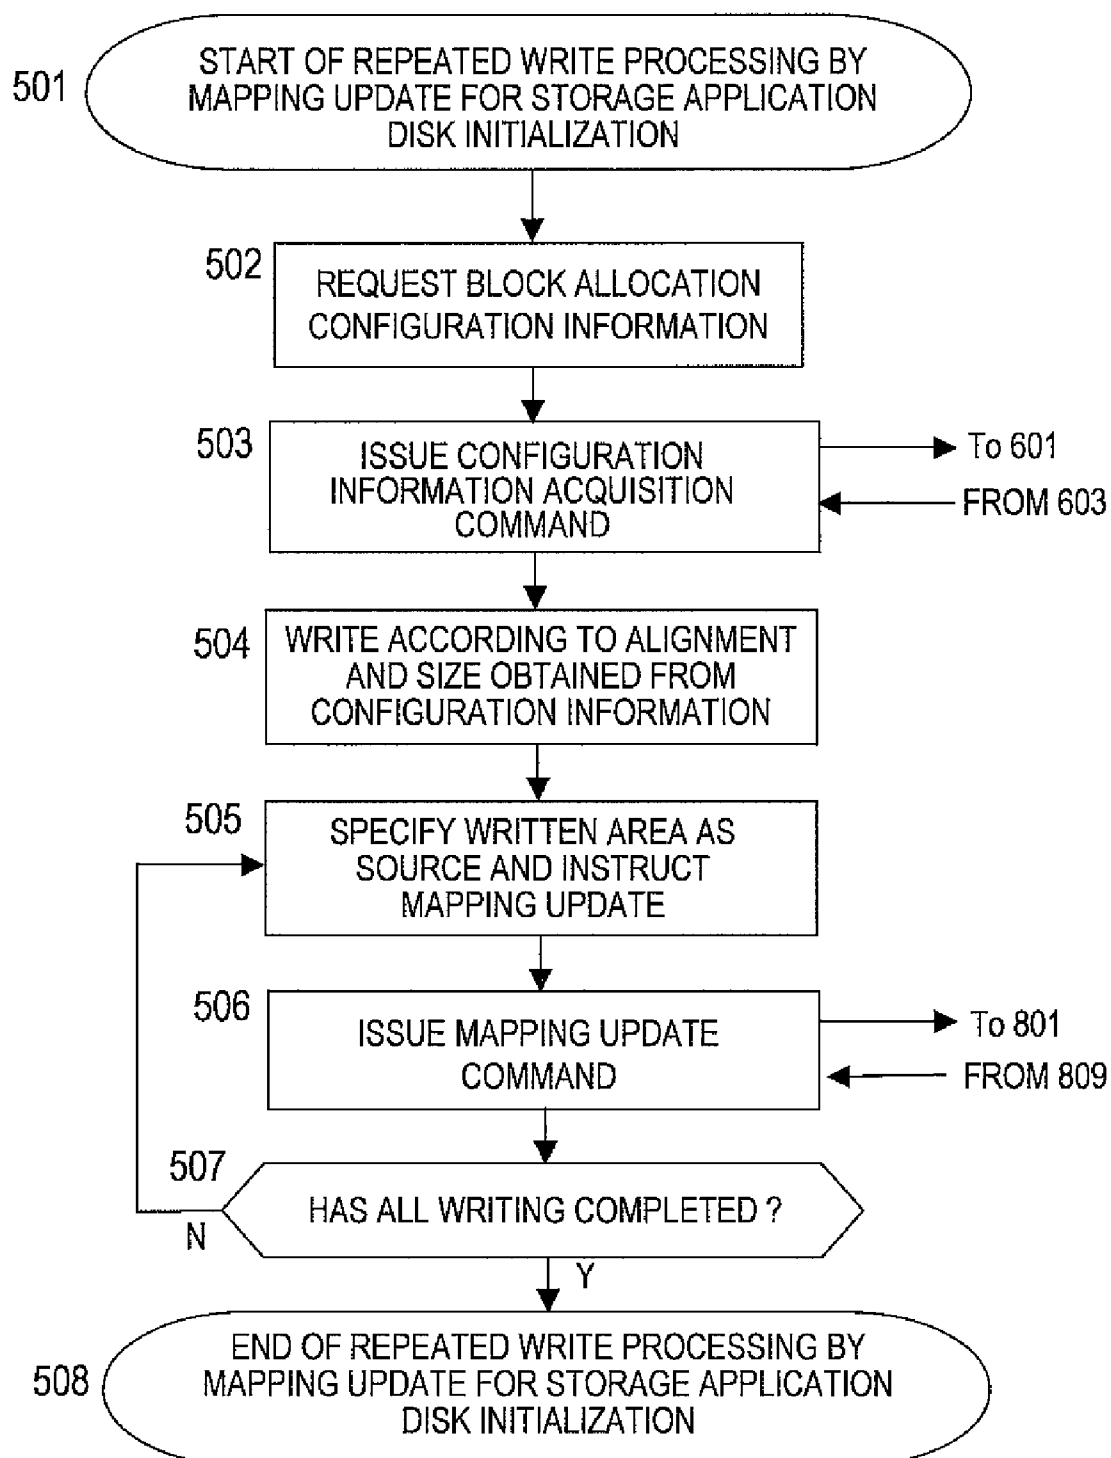 501
START OF REPEATED WRITE PROCESSING BY
MAPPING UPDATE FOR STORAGE APPLICATION
DISK INITIALIZATION
502
REQUEST BLOCK ALLOCATION
CONFIGURATION INFORMATION
503
ISSUE CONFIGURATION
INFORMATION ACQUISITION
COMMAND
To 601
FROM 603
504
WRITE ACCORDING TO ALIGNMENT
AND SIZE OBTAINED FROM
CONFIGURATION INFORMATION
505
SPECIFY WRITTEN AREA AS
SOURCE AND INSTRUCT
MAPPING UPDATE
506
ISSUE MAPPING UPDATE
COMMAND
To 801
FROM 809
507
HAS ALL WRITING COMPLETED ?
N
Y
508
END OF REPEATED WRITE PROCESSING BY
MAPPING UPDATE FOR STORAGE APPLICATION
DISK INITIALIZATION